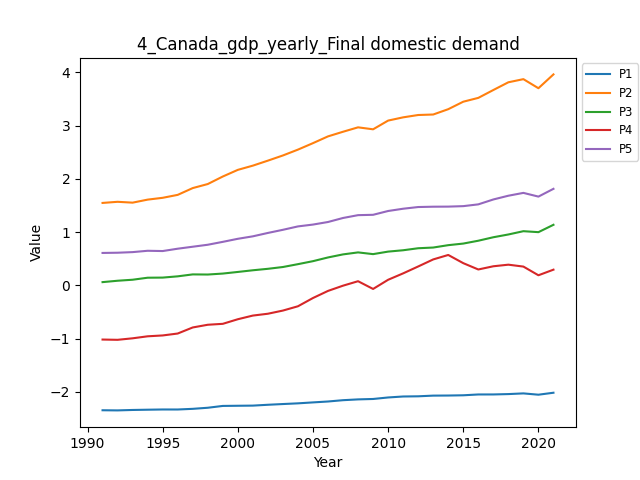 4_Canada_gdp_yearly_Final domestic demand
P1
P2
P3
P4
P5
4
3
2
1
0
−1
−2
Value
1990 1995 2000 2005 2010 2015 2020
Year